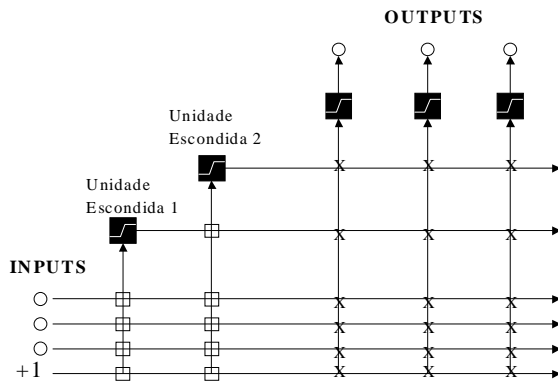 OUTPUTS
Unidade
Escondida 2
Unidade
Escondida 1
X X X
X X X
INPUTS
X X X
X X X
X X X
+1 X X X